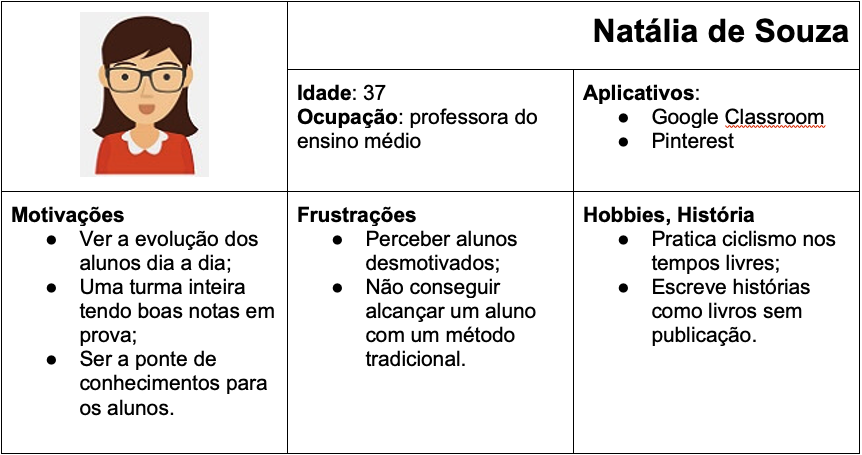 Natália de Souza
Idade: 37
Ocupação: professora do
ensino médio
Aplicativos:
● Google Classroom
● Pinterest
Motivações
● Ver a evolução dos
alunos dia a dia;
● Uma turma inteira
tendo boas notas em
prova;
● Ser a ponte de
conhecimentos para
os alunos.
Frustrações
● Perceber alunos
desmotivados;
● Não conseguir
alcançar um aluno
com um método
tradicional.
Hobbies, História
● Pratica ciclismo nos
tempos livres;
● Escreve histórias
como livros sem
publicação.